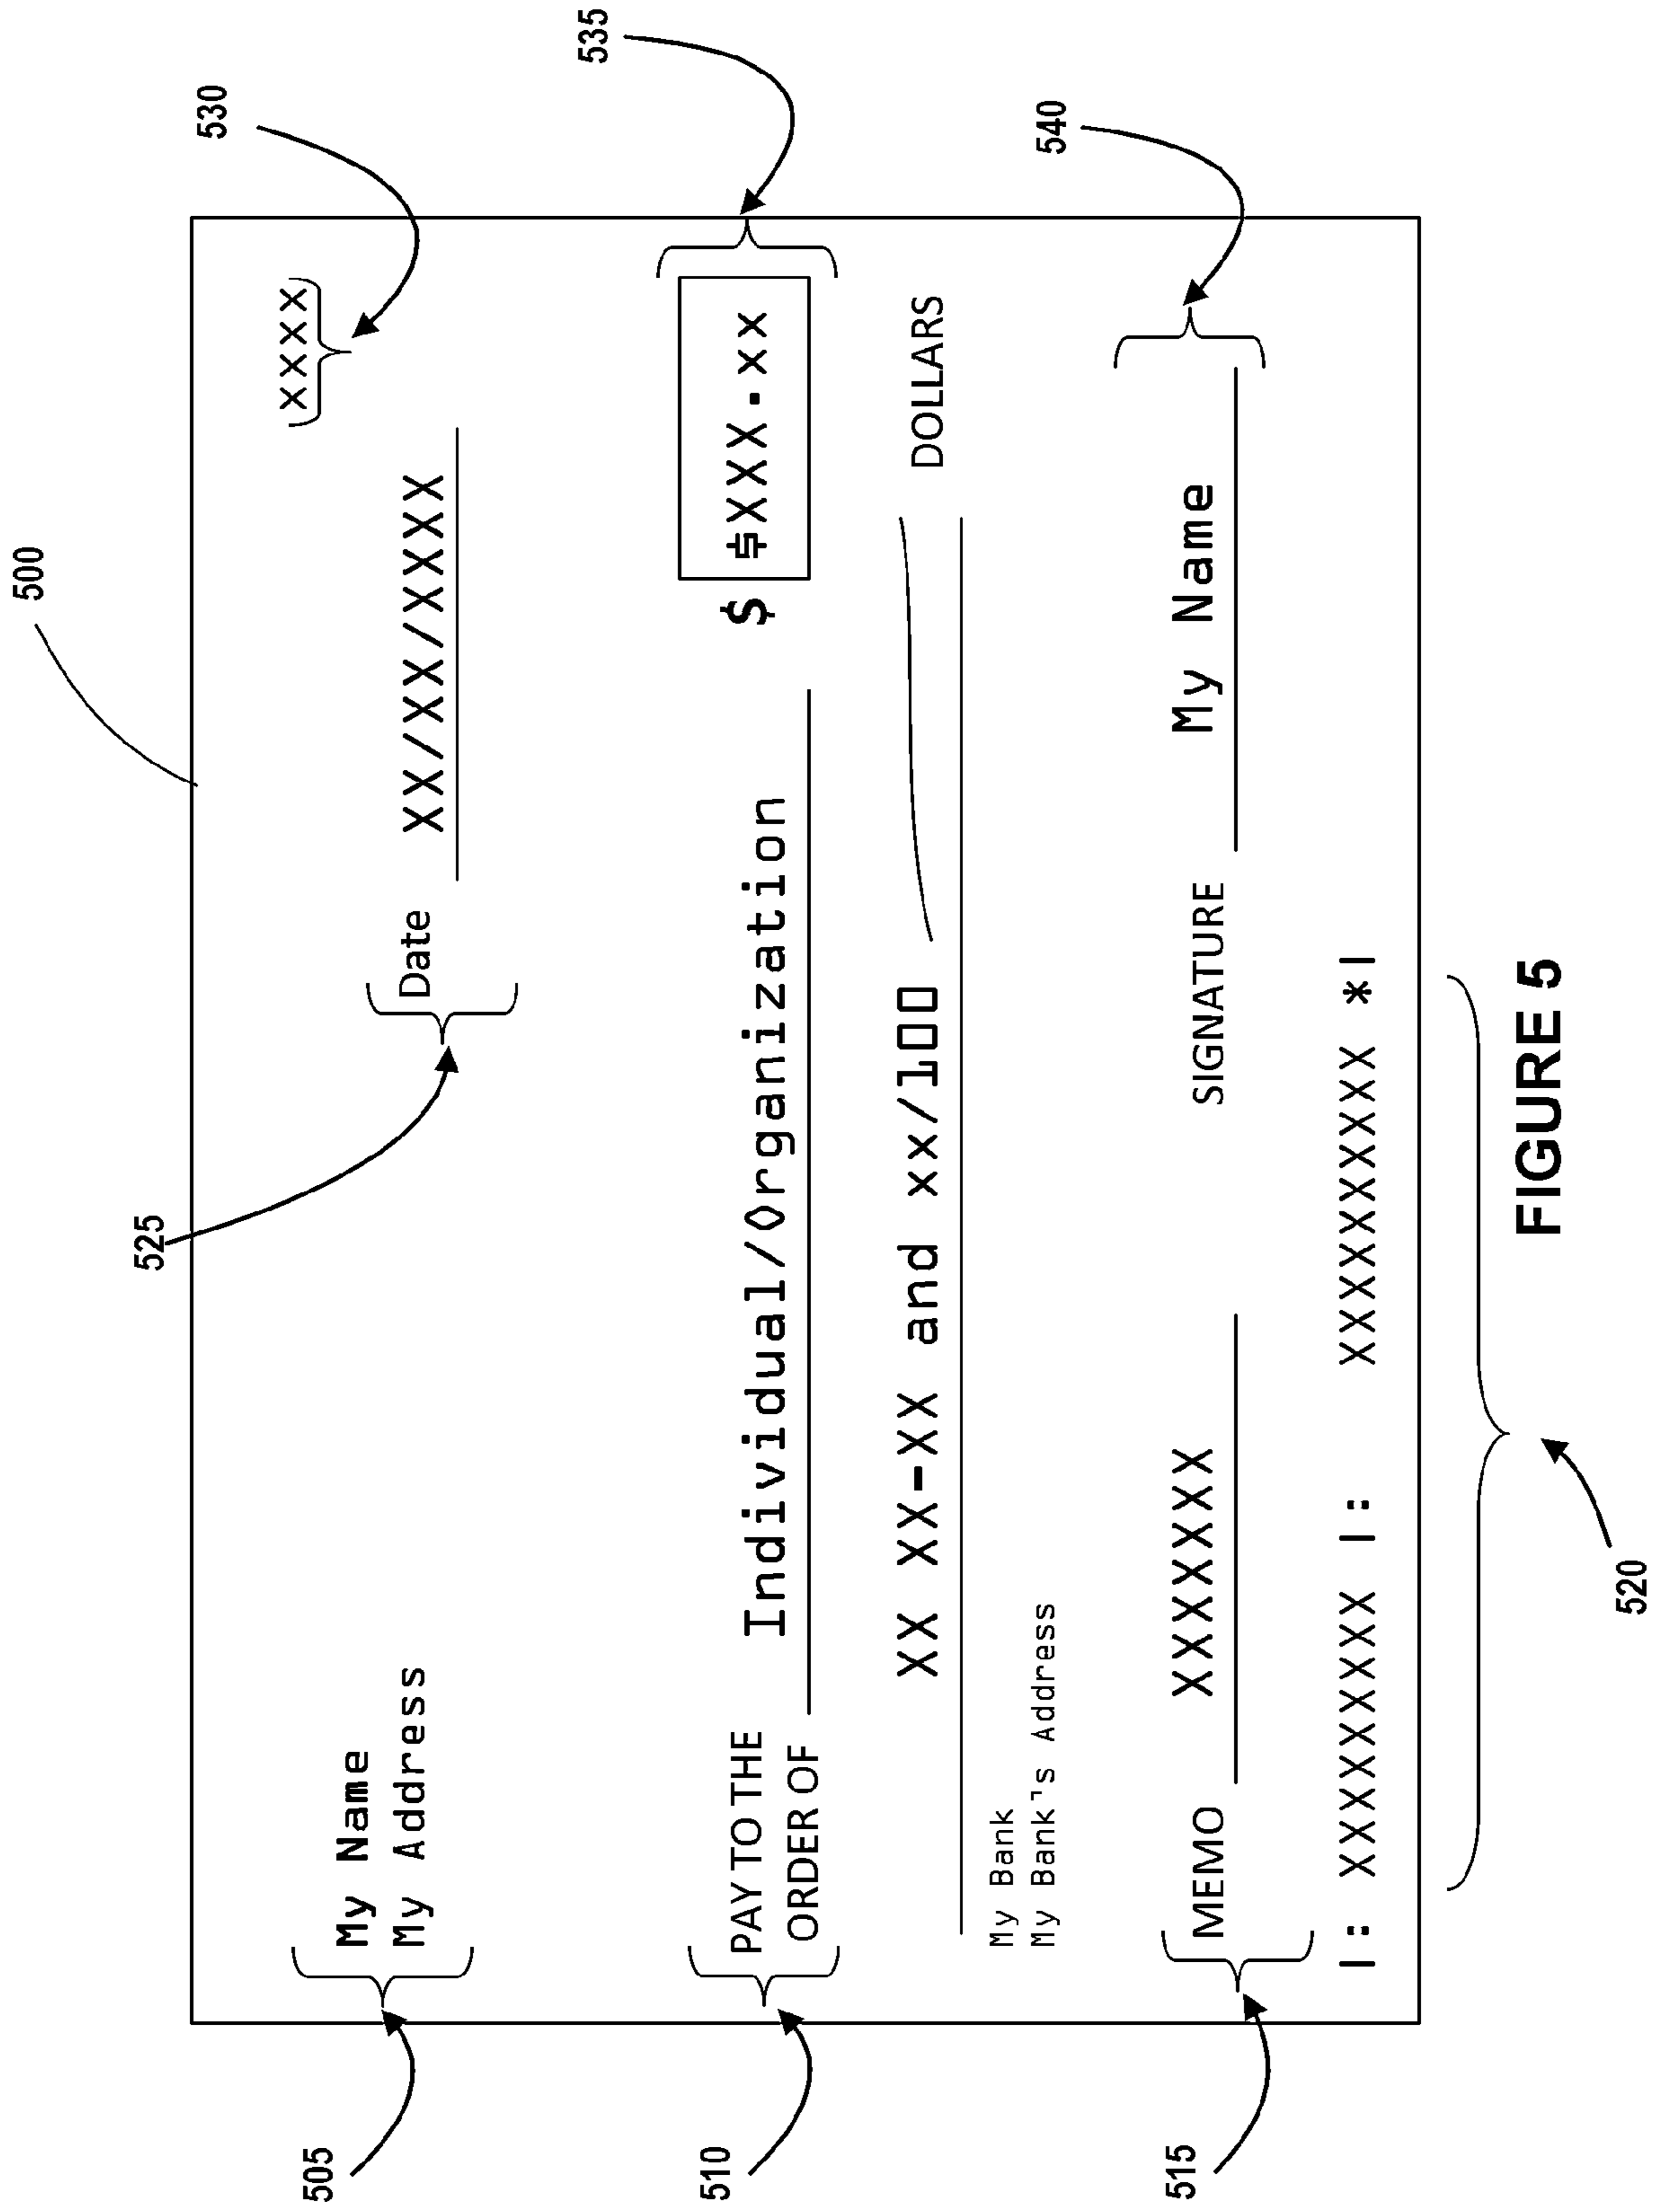 500
530
525
535
xxxx
505
My Name
My Address
Date XX/XX/XXXX
510
PAY TO THE
ORDER OF
Individual/Organization
$ $XXX.xx
XX XX-XX and xx/100
DOLLARS
My Bank
My Bank's Address
540
515
MEMO XXXXXXX
SIGNATURE My Name
|: XXXXXXXXX |: XXXXXXXXXX *|
520
FIGURE 5